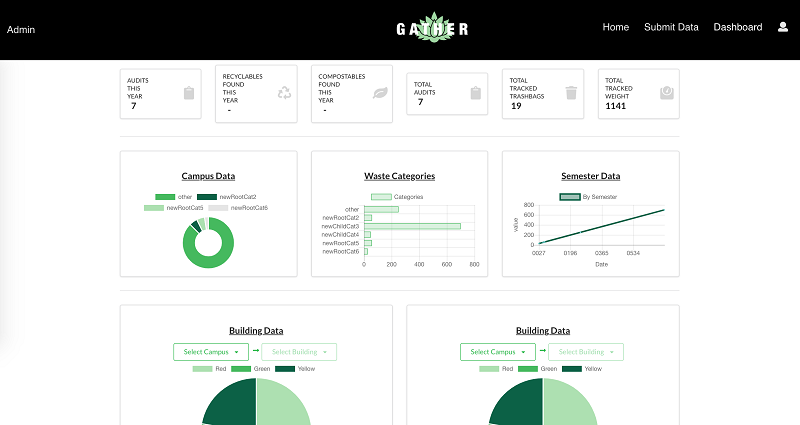 Admin
GATHER
Home
Submit Data
Dashboard
AUDITS
THIS
YEAR
7
RECYCLABLES
FOUND
THIS
YEAR
-
COMPOSTABLES
FOUND
THIS
YEAR
-
TOTAL
AUDITS
7
TOTAL
TRACKED
TRASHBAGS
19
TOTAL
TRACKED
WEIGHT
1141
Campus Data
other newRootCat2
newRootCat5 newRootCat6
Waste Categories
Categories
other
newRootCat2
newChildCat3
newChildCat4
newRootCat5
newRootCat6
0 200 400 600 800
Semester Data
By Semester
value
800
600
400
200
0
0027 0196 0365 0534
Date
Building Data
Select Campus Select Building
Red Green Yellow
Building Data
Select Campus Select Building
Red Green Yellow